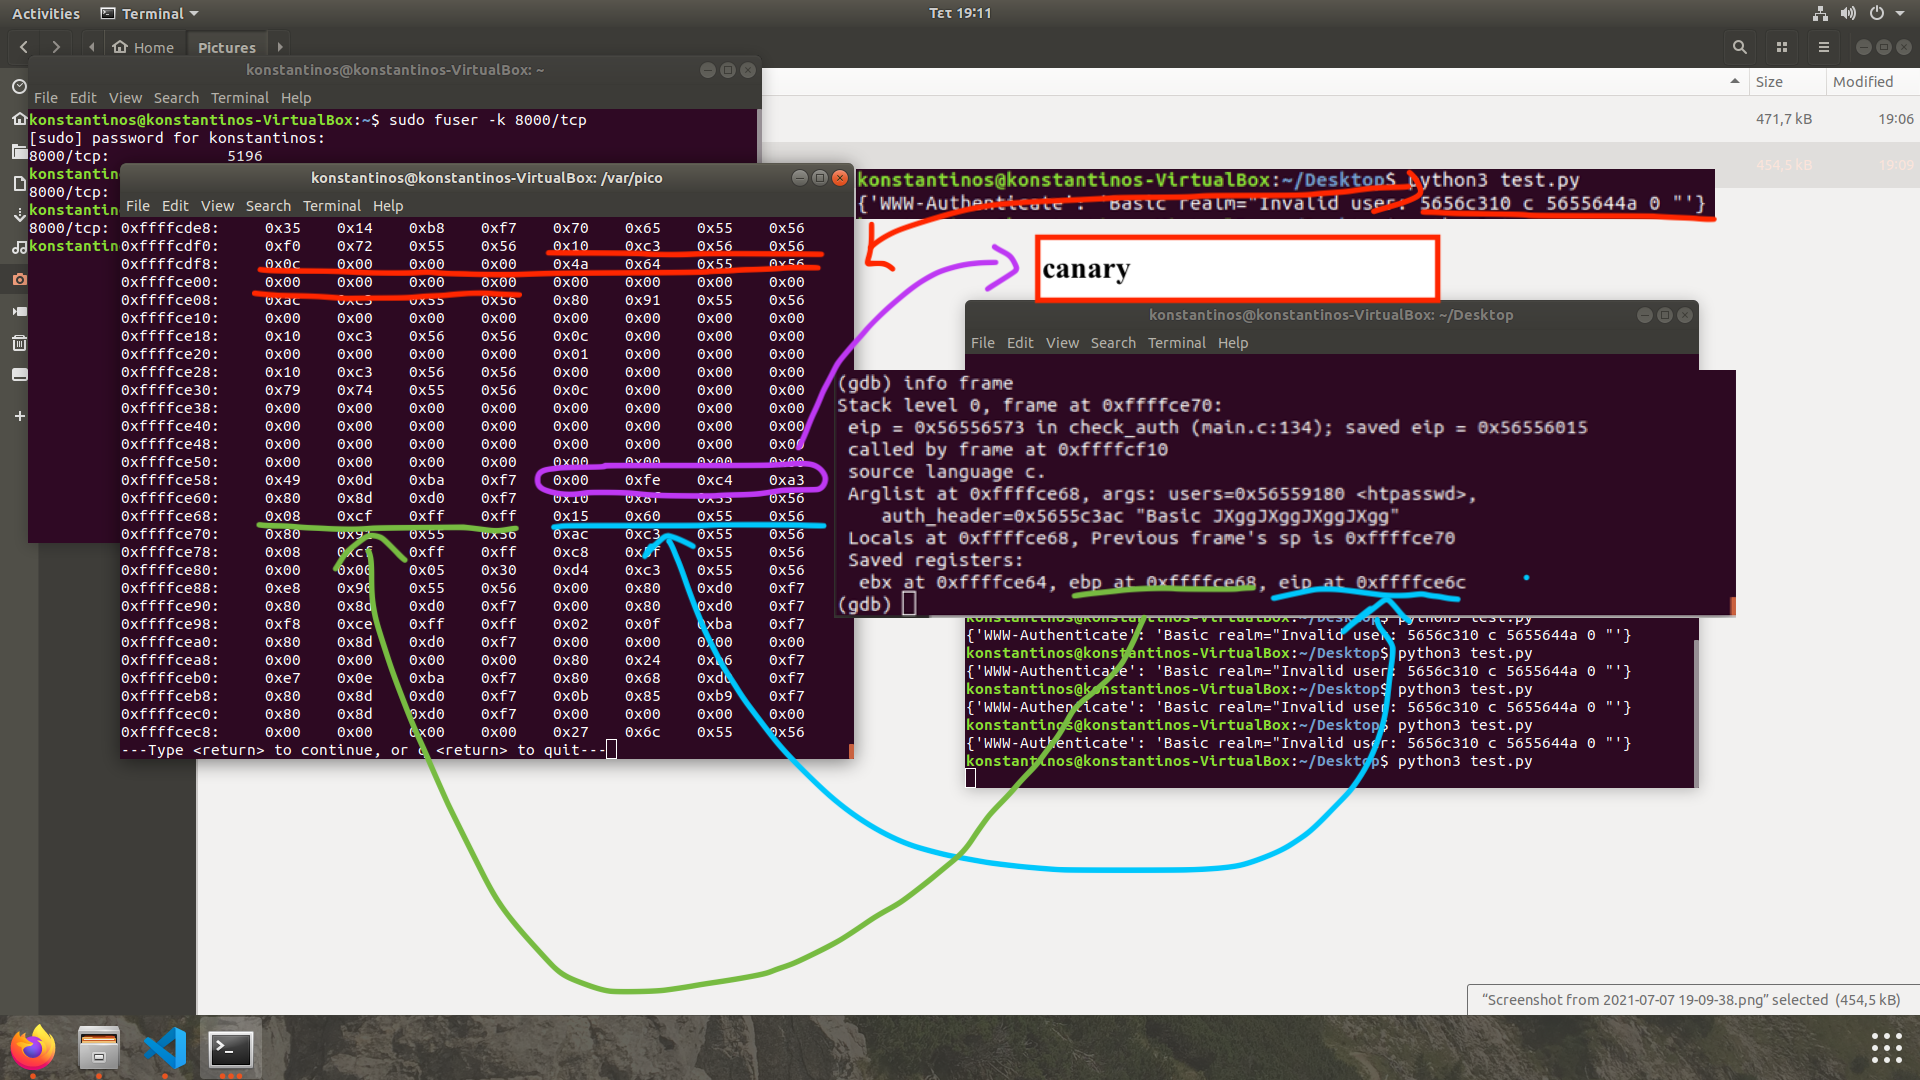 Activities Terminal Τετ 19:11
Home Pictures
Size Modified
471,7 kB 19:06
454,5 kB 19:09
konstantinos@konstantinos-VirtualBox: ~
File Edit View Search Terminal Help
konstantinos@konstantinos-VirtualBox:~$ sudo fuser -k 8000/tcp
[sudo] password for konstantinos:
8000/tcp: 5196
konstantin
8000/tcp:
konstantin
8000/tcp:
konstantin
konstantinos@konstantinos-VirtualBox: /var/pico
File Edit View Search Terminal Help
0xffffcde8: 0x35 0x14 0xb8 0xf7 0x70 0x65 0x55 0x56
0xffffcdf0: 0xf0 0x72 0x55 0x56 0x10 0xc3 0x56 0x56
0xffffcdf8: 0x0c 0x00 0x00 0x00 0x4a 0x64 0x55 0x56
0xffffce00: 0x00 0x00 0x00 0x00 0x00 0x00 0x00 0x00
0xffffce08: 0xac 0xc3 0x55 0x56 0x80 0x91 0x55 0x56
0xffffce10: 0x00 0x00 0x00 0x00 0x00 0x00 0x00 0x00
0xffffce18: 0x10 0xc3 0x56 0x56 0x0c 0x00 0x00 0x00
0xffffce20: 0x00 0x00 0x00 0x00 0x01 0x00 0x00 0x00
0xffffce28: 0x10 0xc3 0x56 0x56 0x00 0x00 0x00 0x00
0xffffce30: 0x79 0x74 0x55 0x56 0x0c 0x00 0x00 0x00
0xffffce38: 0x00 0x00 0x00 0x00 0x00 0x00 0x00 0x00
0xffffce40: 0x00 0x00 0x00 0x00 0x00 0x00 0x00 0x00
0xffffce48: 0x00 0x00 0x00 0x00 0x00 0x00 0x00 0x00
0xffffce50: 0x00 0x00 0x00 0x00 0x00 0x00 0x00 0x00
0xffffce58: 0x49 0x0d 0xba 0xf7 0x00 0xfe 0xc4 0xa3
0xffffce60: 0x80 0x8d 0xd0 0xf7 0x10 0x8f 0x55 0x56
0xffffce68: 0x08 0xcf 0xff 0xff 0x15 0x60 0x55 0x56
0xffffce70: 0x80 0x91 0x55 0x56 0xac 0xc3 0x55 0x56
0xffffce78: 0x08 0xcf 0xff 0xff 0xc8 0x55 0x56
0xffffce80: 0x00 0x00 0x05 0x30 0xd4 0xc3 0x55 0x56
0xffffce88: 0xe8 0x90 0x55 0x56 0x00 0x80 0xd0 0xf7
0xffffce90: 0x80 0x8d 0xd0 0xf7 0x00 0x80 0xd0 0xf7
0xffffce98: 0xf8 0xce 0xff 0xff 0x02 0x0f 0xba 0xf7
0xffffcea0: 0x80 0x8d 0xd0 0xf7 0x00 0x00 0x00 0x00
0xffffcea8: 0x00 0x00 0x00 0x00 0x80 0x24 0xb6 0xf7
0xffffceb0: 0xe7 0x0e 0xba 0xf7 0x80 0x68 0xd0 0xf7
0xffffceb8: 0x80 0x8d 0xd0 0xf7 0x0b 0x85 0xb9 0xf7
0xffffcec0: 0x80 0x8d 0xd0 0xf7 0x00 0x00 0x00 0x00
0xffffcec8: 0x00 0x00 0x00 0x00 0x27 0x6c 0x55 0x56
---Type <return> to continue, or q <return> to quit---
konstantinos@konstantinos-VirtualBox:~/Desktop$ python3 test.py
{'WWW-Authenticate': 'Basic realm="Invalid user: 5656c310 c 5655644a 0 "'}
canary
konstantinos@konstantinos-VirtualBox: ~/Desktop
File Edit View Search Terminal Help
(gdb) info frame
Stack level 0, frame at 0xffffce70:
eip = 0x56556573 in check_auth (main.c:134); saved eip = 0x56556015
called by frame at 0xffffcf10
source language c.
Arglist at 0xffffce68, args: users=0x56559180 <htpasswd>,
auth_header=0x5655c3ac "Basic JXggJXggJXggJXgg"
Locals at 0xffffce68, Previous frame's sp is 0xffffce70
Saved registers:
ebx at 0xffffce64, ebp at 0xffffce68, eip at 0xffffce6c
(gdb)
konstantinos@konstantinos-VirtualBox:~/Desktop$ python3 test.py
{'WWW-Authenticate': 'Basic realm="Invalid user: 5656c310 c 5655644a 0 "'}
konstantinos@konstantinos-VirtualBox:~/Desktop$ python3 test.py
{'WWW-Authenticate': 'Basic realm="Invalid user: 5656c310 c 5655644a 0 "'}
konstantinos@konstantinos-VirtualBox:~/Desktop$ python3 test.py
{'WWW-Authenticate': 'Basic realm="Invalid user: 5656c310 c 5655644a 0 "'}
konstantinos@konstantinos-VirtualBox:~/Desktop$ python3 test.py
{'WWW-Authenticate': 'Basic realm="Invalid user: 5656c310 c 5655644a 0 "'}
konstantinos@konstantinos-VirtualBox:~/Desktop$ python3 test.py
“Screenshot from 2021-07-07 19-09-38.png” selected (454,5 kB)